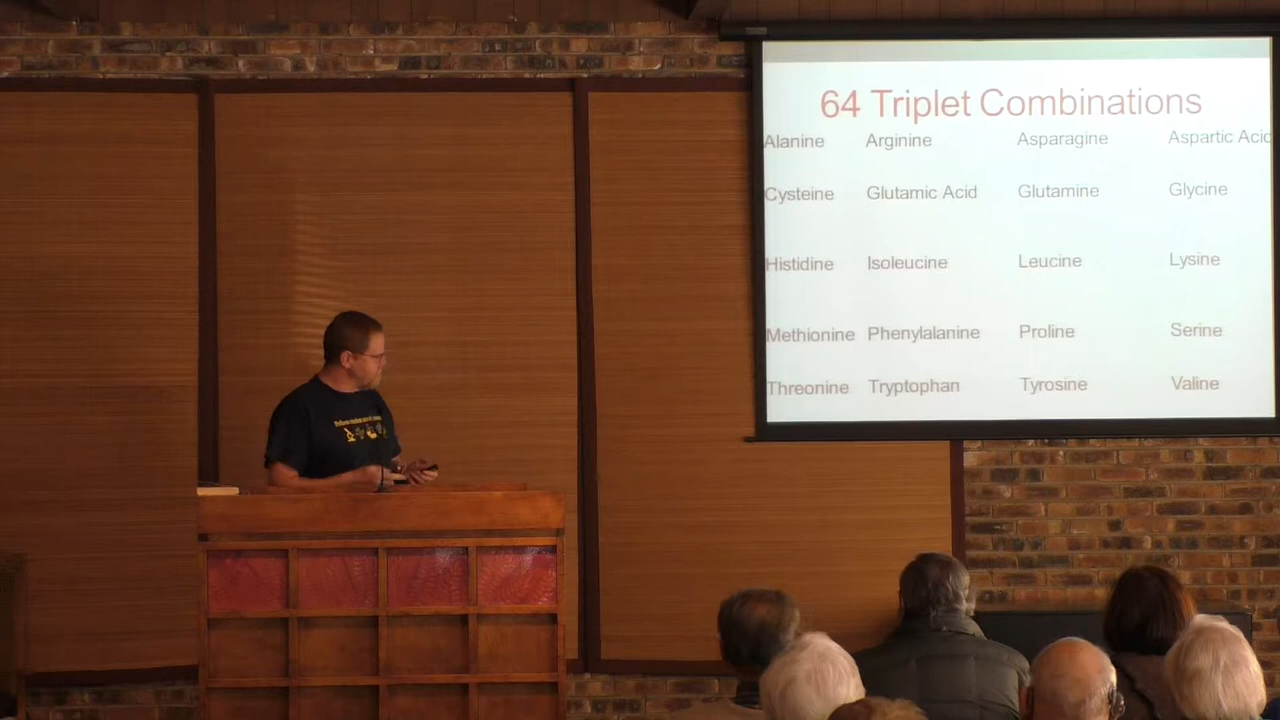 64 Triplet Combinations
Alanine Arginine Asparagine Aspartic Acid
Cysteine Glutamic Acid Glutamine Glycine
Histidine Isoleucine Leucine Lysine
Methionine Phenylalanine Proline Serine
Threonine Tryptophan Tyrosine Valine